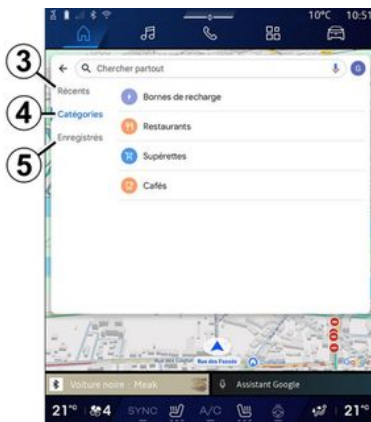 10°C 10:51
Chercher partout
G
3
Récents
Bornes de recharge
4
Catégories
Restaurants
5
Enregistrés
Supérettes
Cafés
Rue des Fossés
Google
Voiture noire · Meak
Assistant Google
21°C 4 SYNC A/C 21°C